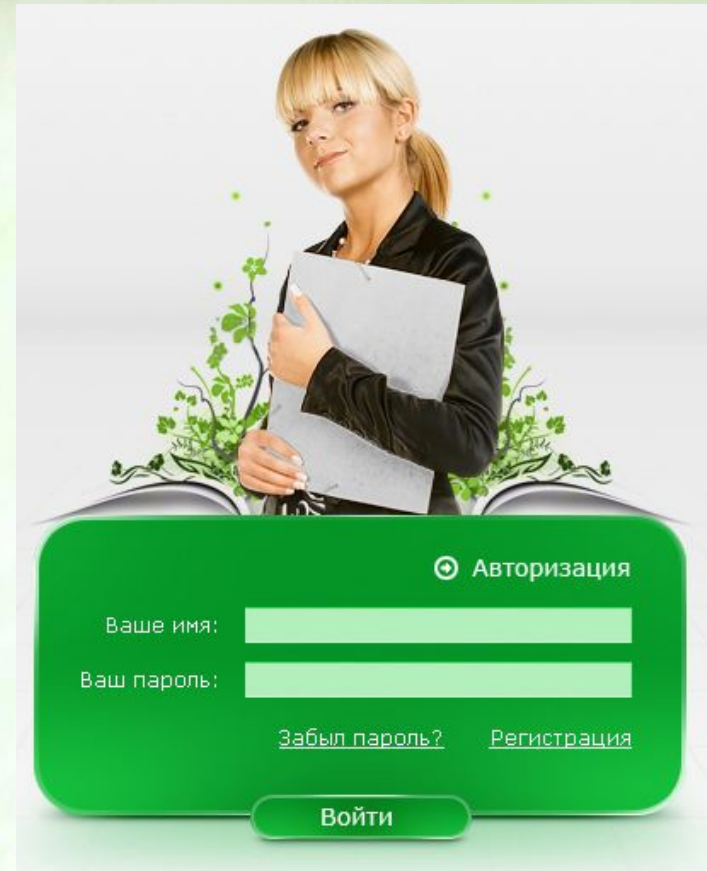 Авторизация
Ваше имя:
Ваш пароль:
Забыл пароль? Регистрация
Войти